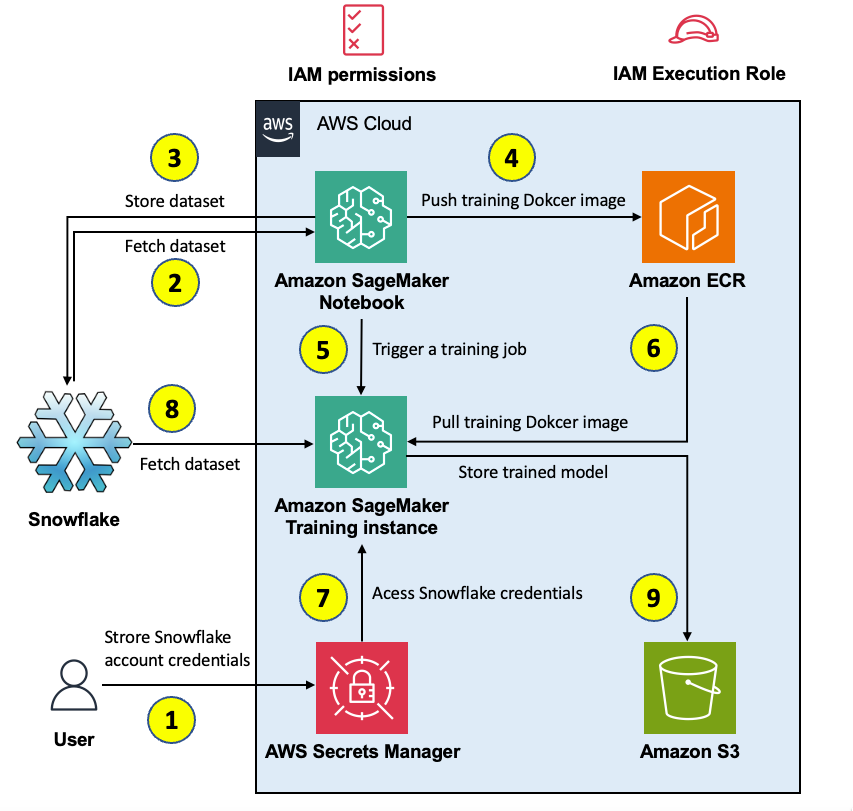 IAM permissions
IAM Execution Role
aws
AWS Cloud
3
4
Store dataset
Push training Dokcer image
Fetch dataset
2
Amazon SageMaker
Notebook
Amazon ECR
5
Trigger a training job
6
8
Pull training Dokcer image
Fetch dataset
Store trained model
Snowflake
Amazon SageMaker
Training instance
7
Acess Snowflake credentials
9
Strore Snowflake
account credentials
1
User
AWS Secrets Manager
Amazon S3